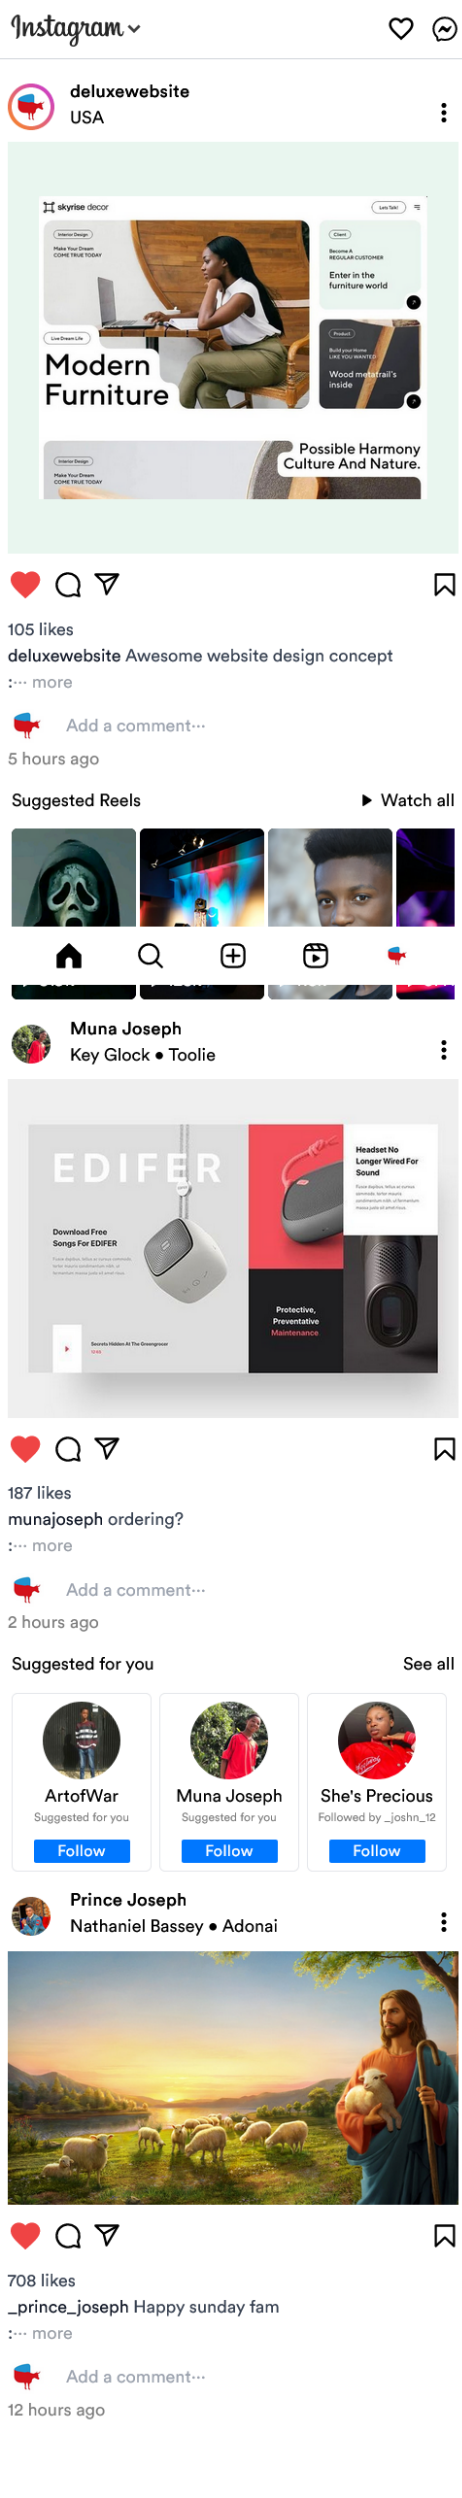 Instagram
deluxewebsite
USA
skyrise decor
Lets Talk!
Interior Design
Make Your Dream
COME TRUE TODAY
Client
Become A
REGULAR CUSTOMER
Enter in the
furniture world
Live Dream Life
Modern
Furniture
Product
Build your Home
LIKE YOU WANTED
Wood metatrail's
inside
Interior Design
Make Your Dream
COME TRUE TODAY
Possible Harmony
Culture And Nature.
105 likes
deluxewebsite Awesome website design concept
:··· more
Add a comment···
5 hours ago
Suggested Reels
Watch all
Muna Joseph
Key Glock ● Toolie
EDIFER
Download Free
Songs For EDIFER
Secrets Hidden At The Greengrocer
Headset No
Longer Wired For
Sound
Protective,
Preventative
Maintenance
187 likes
munajoseph ordering?
:··· more
Add a comment···
2 hours ago
Suggested for you
See all
ArtofWar
Suggested for you
Follow
Muna Joseph
Suggested for you
Follow
She's Precious
Followed by _joshn_12
Follow
Prince Joseph
Nathaniel Bassey ● Adonai
708 likes
_prince_joseph Happy sunday fam
:··· more
Add a comment···
12 hours ago